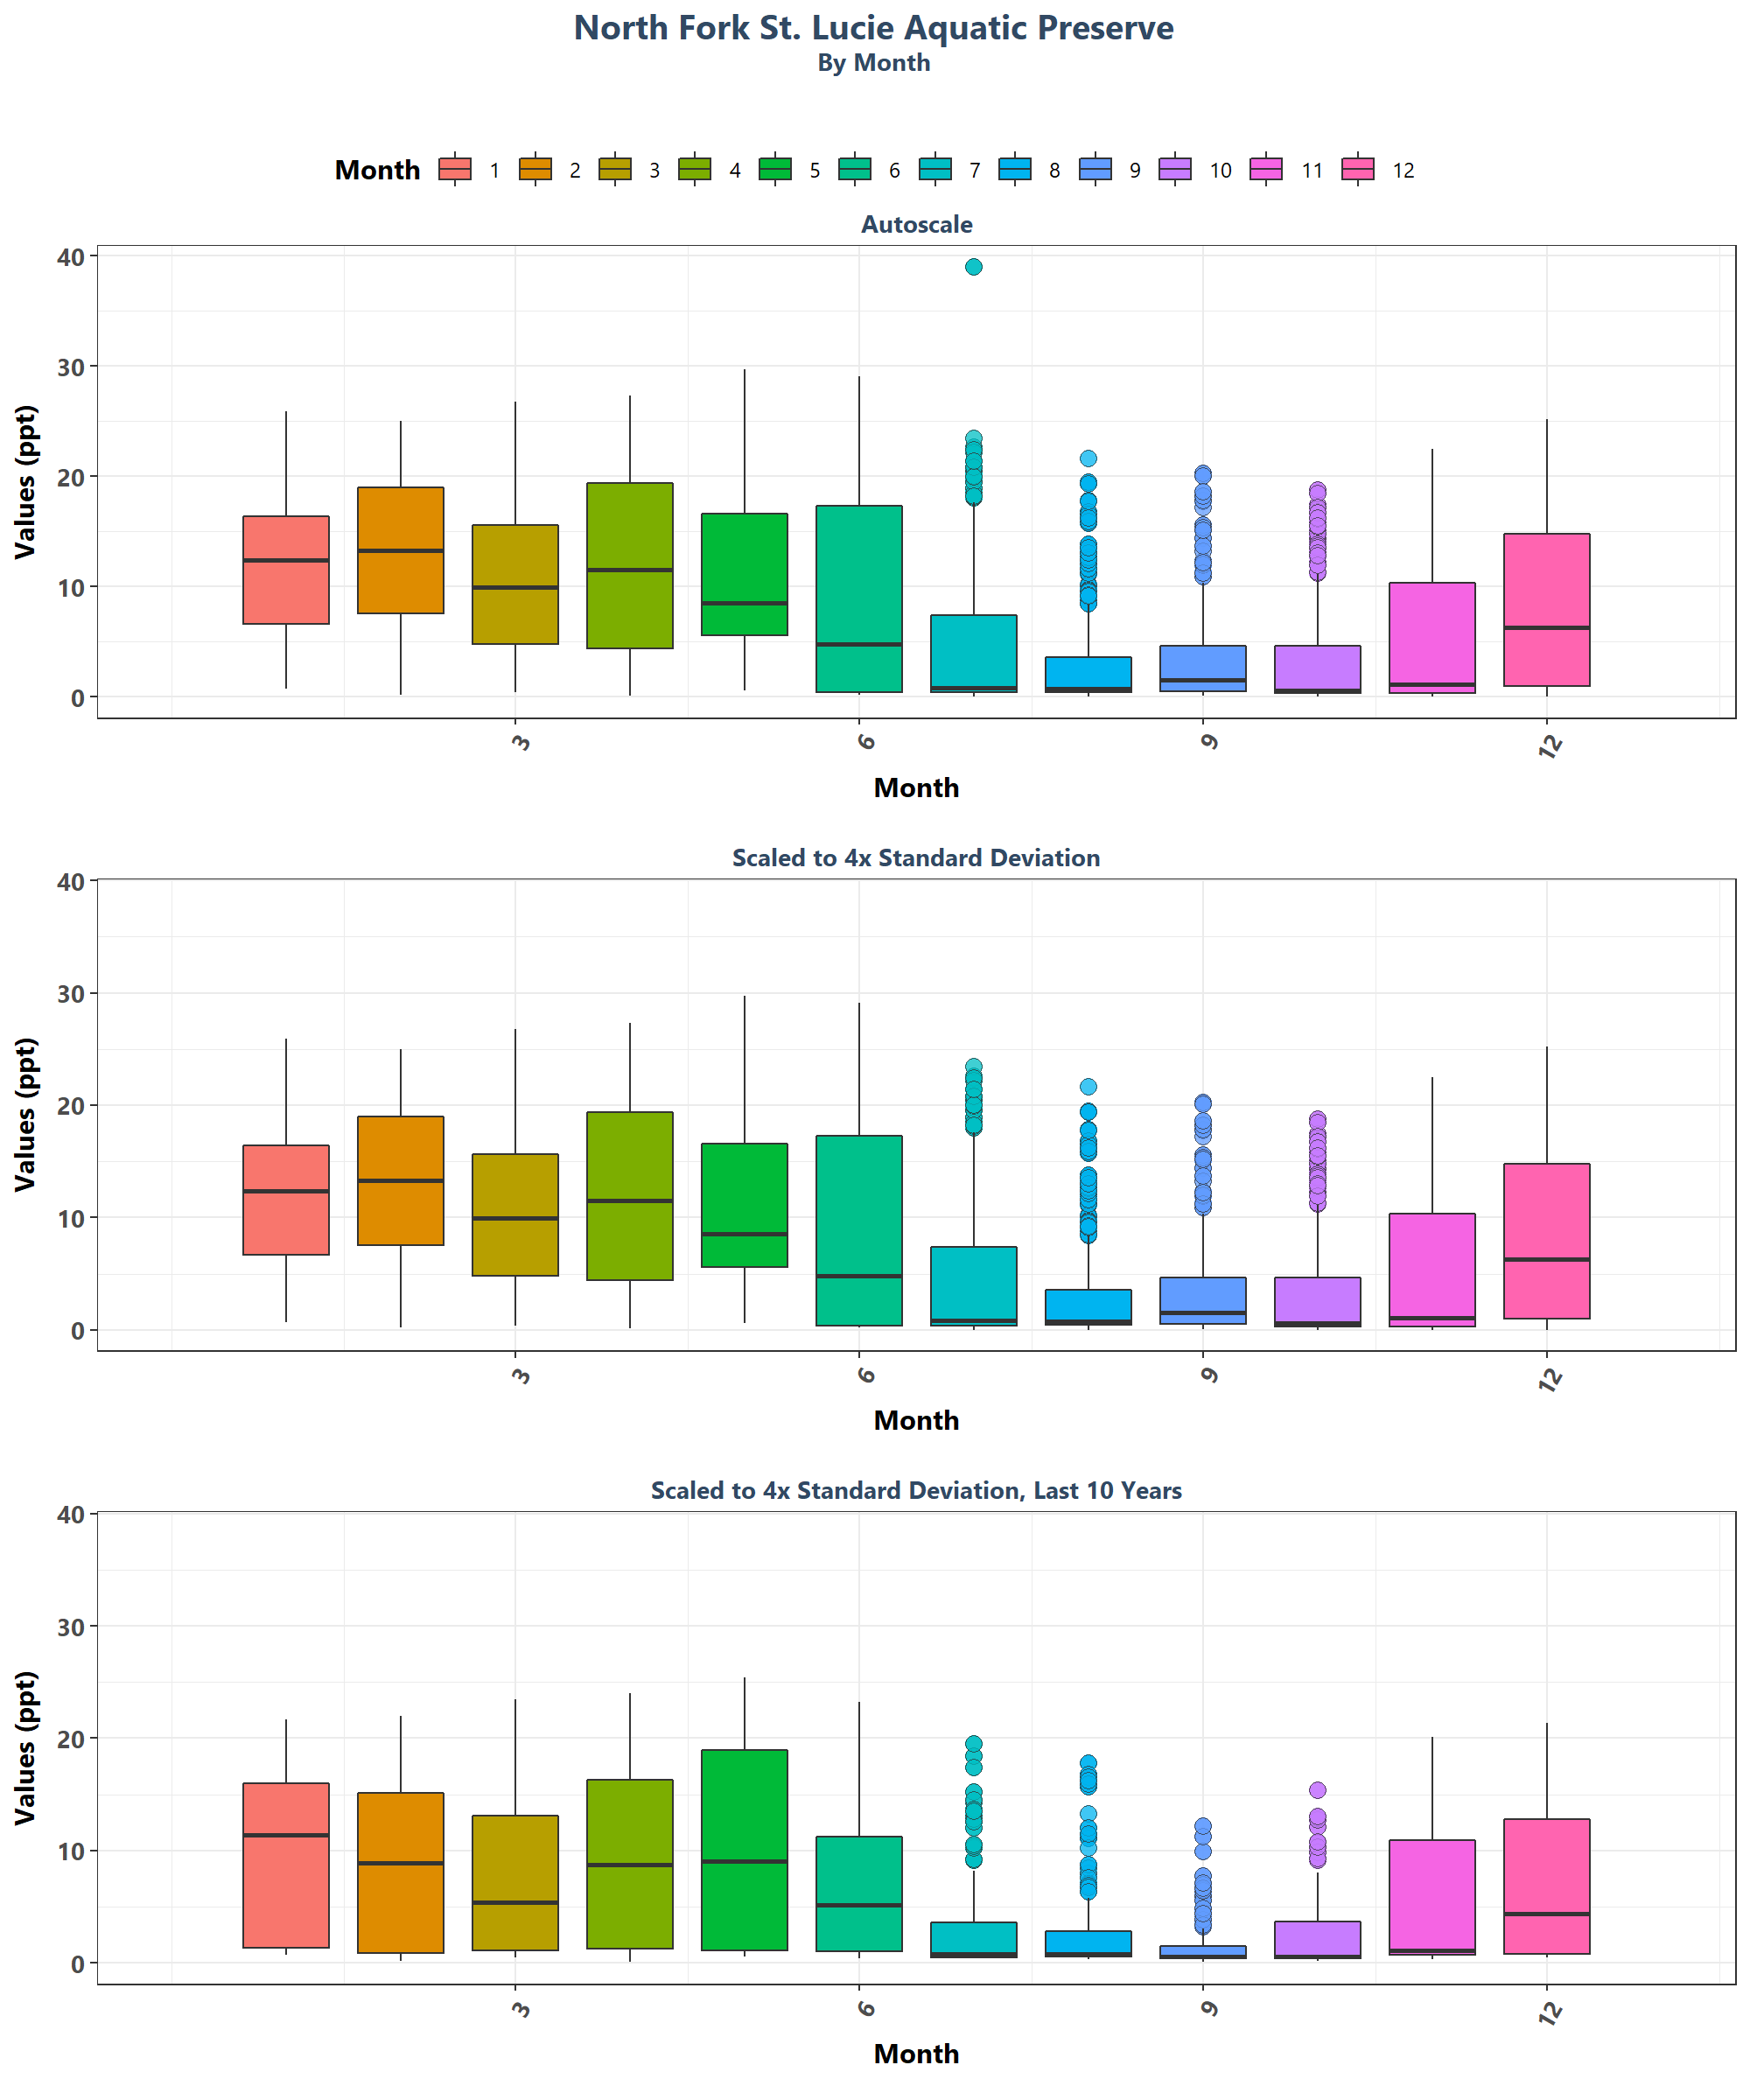 North Fork St. Lucie Aquatic Preserve
By Month
Month 1 2 3 4 5 6 7 8 9 10 11 12
Autoscale
Values (ppt)
40
30
20
10
0
3 6 9 12
Month
Scaled to 4x Standard Deviation
Values (ppt)
40
30
20
10
0
3 6 9 12
Month
Scaled to 4x Standard Deviation, Last 10 Years
Values (ppt)
40
30
20
10
0
3 6 9 12
Month